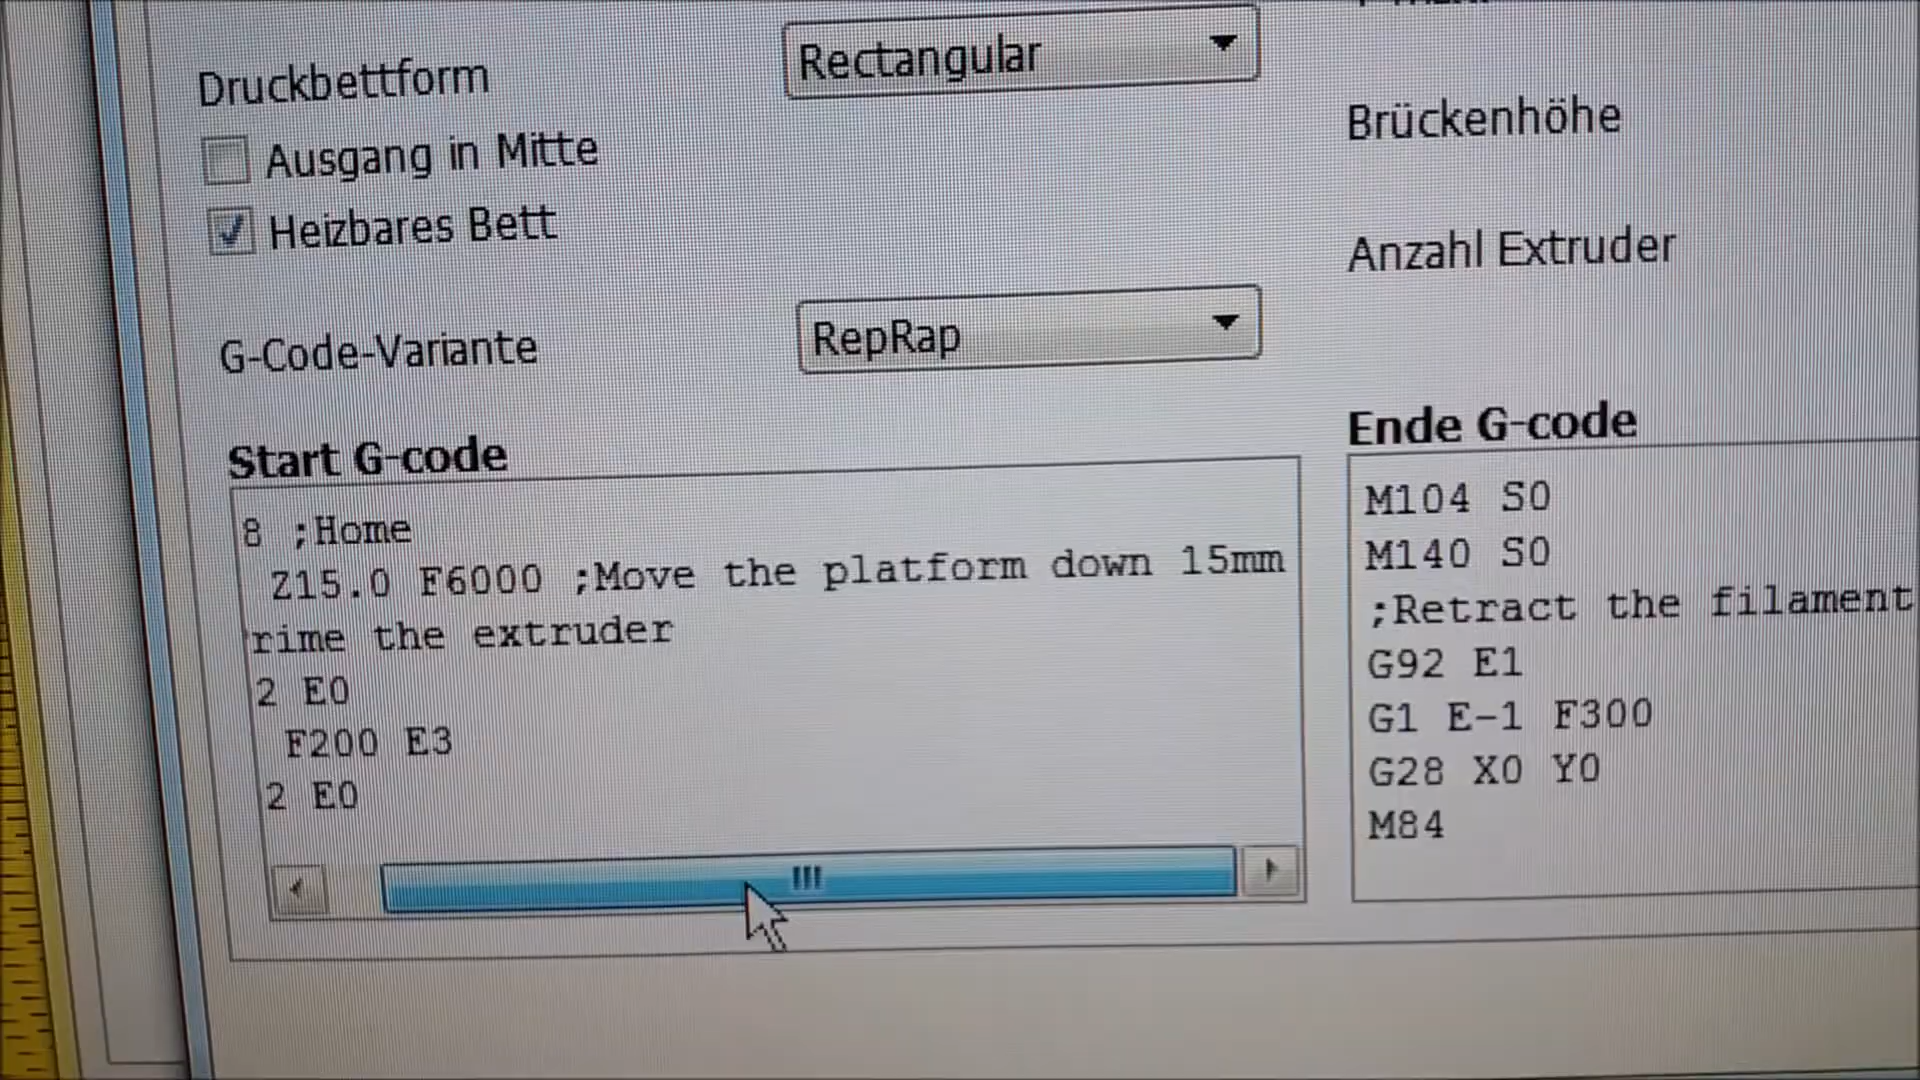 Druckbettform
Rectangular
Ausgang in Mitte
Heizbares Bett
G-Code-Variante
RepRap
Brückenhöhe
Anzahl Extruder
Start G-code
8 ;Home
Z15.0 F6000 ;Move the platform down 15mm
rime the extruder
2 E0
F200 E3
2 E0
Ende G-code
M104 S0
M140 S0
;Retract the filament
G92 E1
G1 E-1 F300
G28 X0 Y0
M84